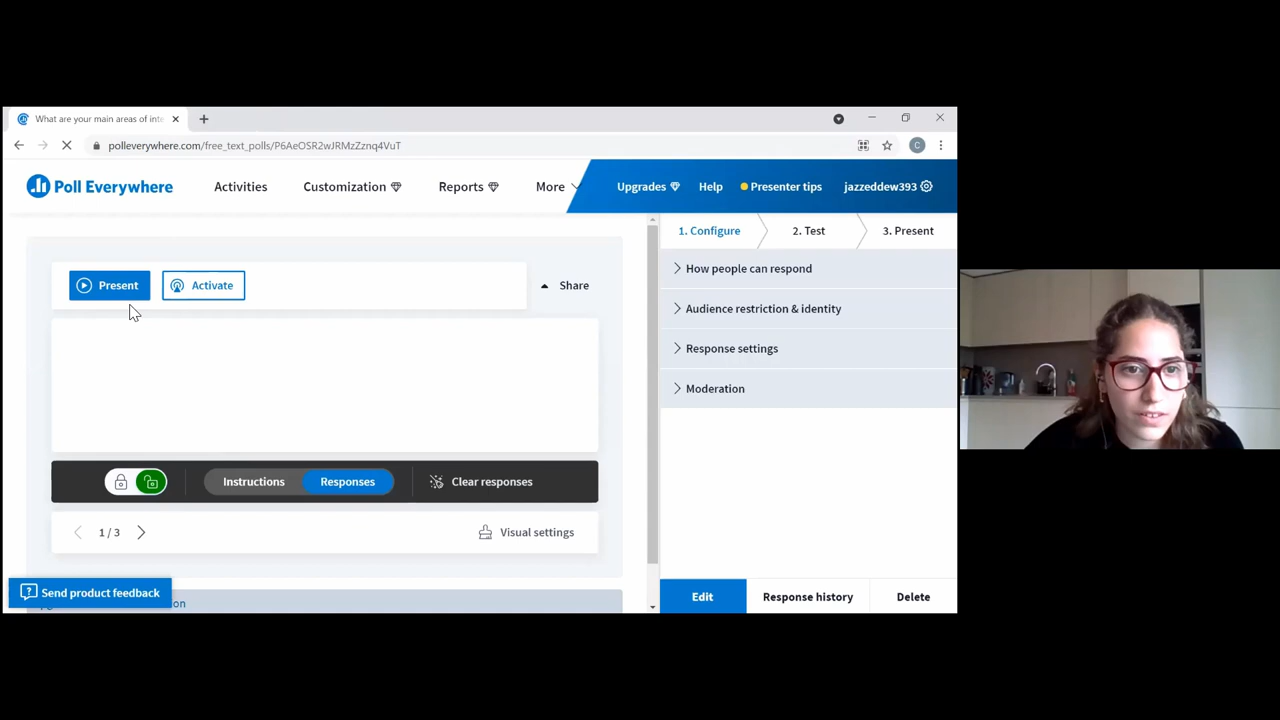 What are your main areas of inte
polleverywhere.com/free_text_polls/P6AeOSR2wJRMzZznq4VuT
C
Poll Everywhere
Activities
Customization
Reports
More
Upgrades
Help
Presenter tips
jazzeddew393
Present
Activate
Share
1. Configure
2. Test
3. Present
How people can respond
Audience restriction & identity
Response settings
Moderation
Instructions
Responses
Clear responses
1 / 3
Visual settings
Send product feedback
Edit
Response history
Delete